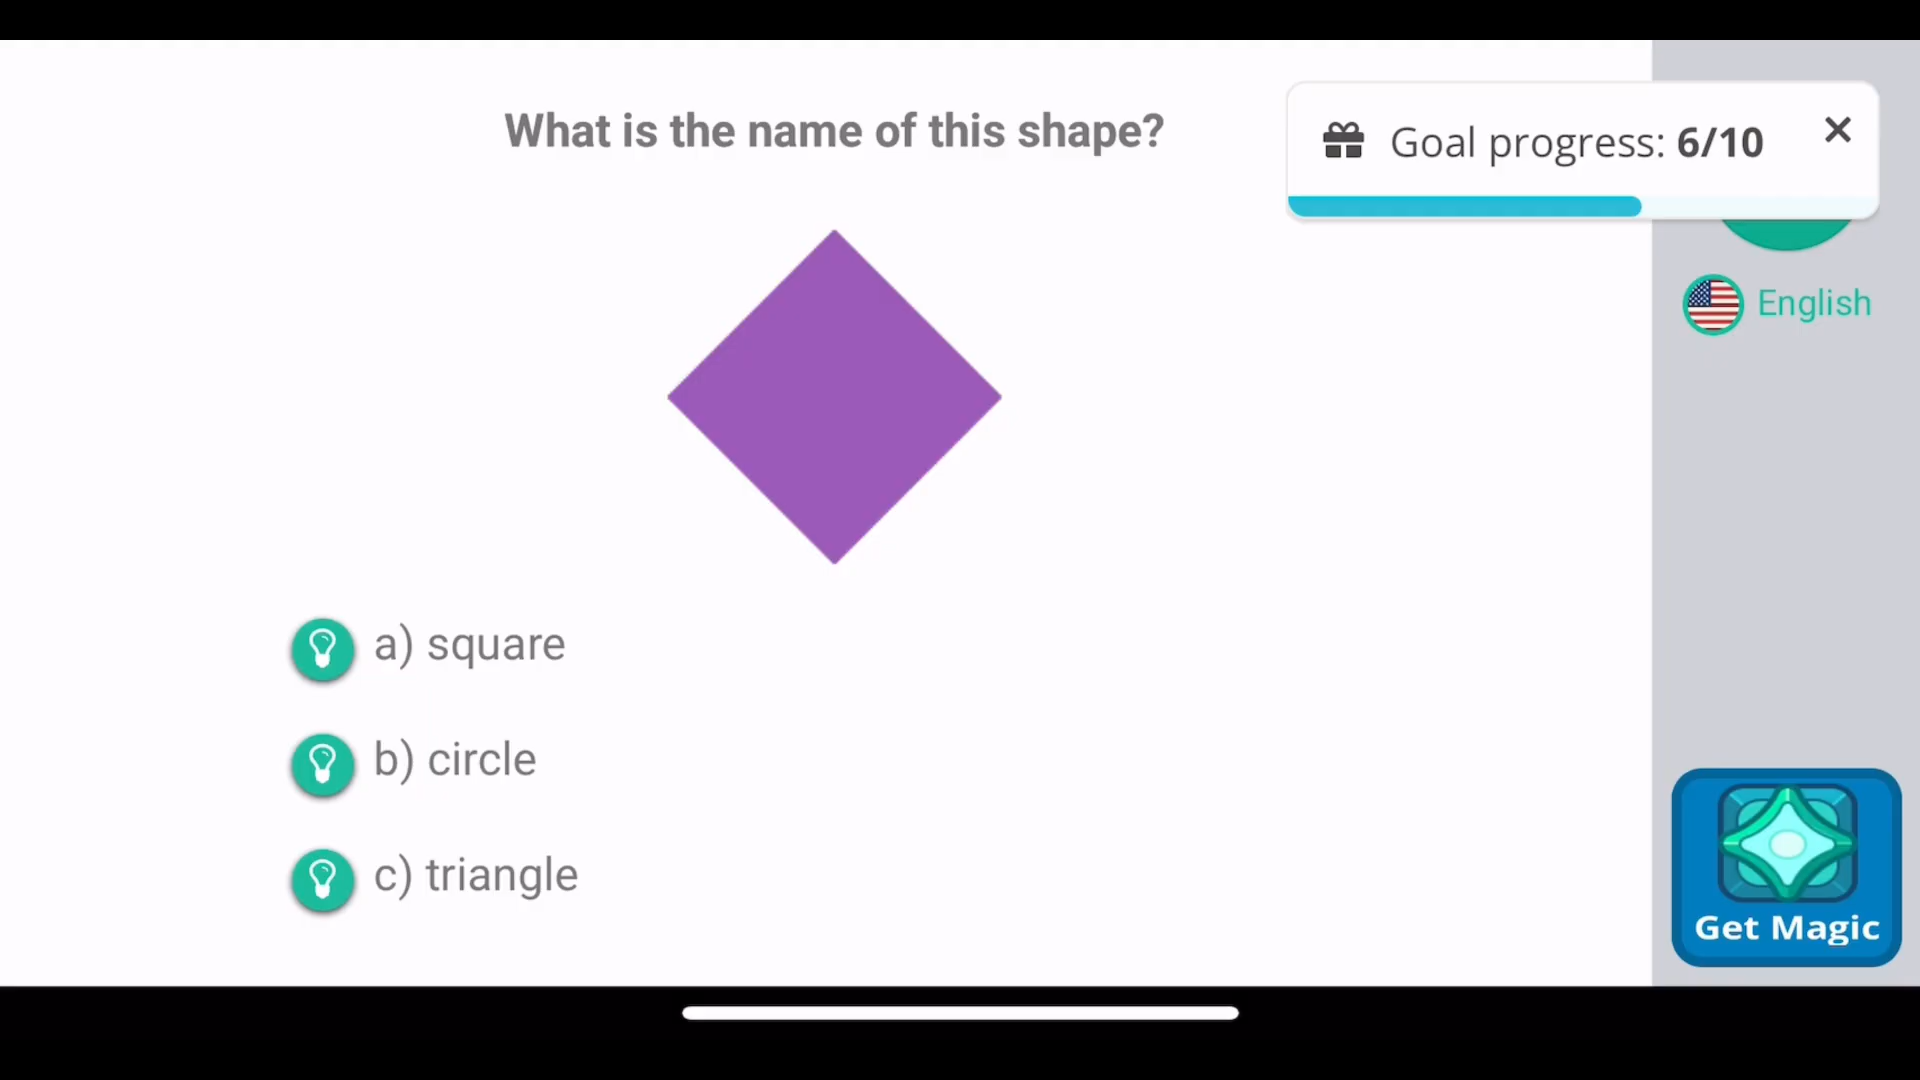 What is the name of this shape?
Goal progress: 6/10
English
a) square
b) circle
c) triangle
Get Magic